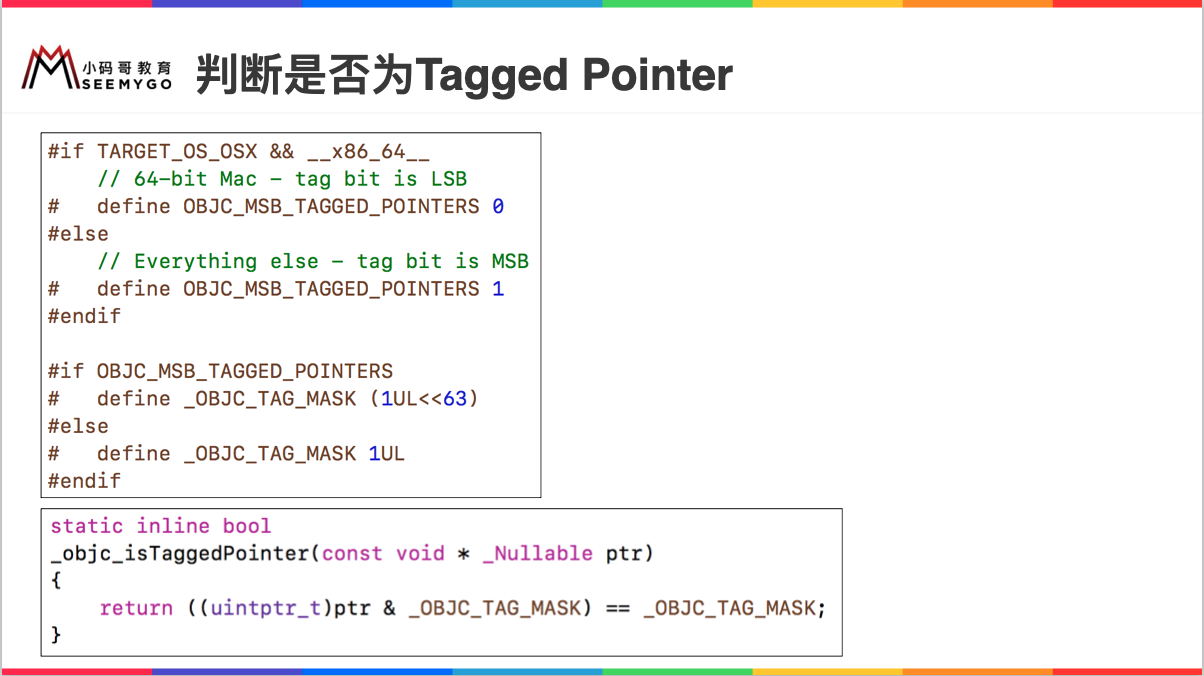 小码哥教育
SEEMYGO
判断是否为Tagged Pointer
#if TARGET_OS_OSX && __x86_64__
    // 64-bit Mac - tag bit is LSB
#   define OBJC_MSB_TAGGED_POINTERS 0
#else
    // Everything else - tag bit is MSB
#   define OBJC_MSB_TAGGED_POINTERS 1
#endif

#if OBJC_MSB_TAGGED_POINTERS
#   define _OBJC_TAG_MASK (1UL<<63)
#else
#   define _OBJC_TAG_MASK 1UL
#endif
static inline bool
_objc_isTaggedPointer(const void * _Nullable ptr)
{
    return ((uintptr_t)ptr & _OBJC_TAG_MASK) == _OBJC_TAG_MASK;
}